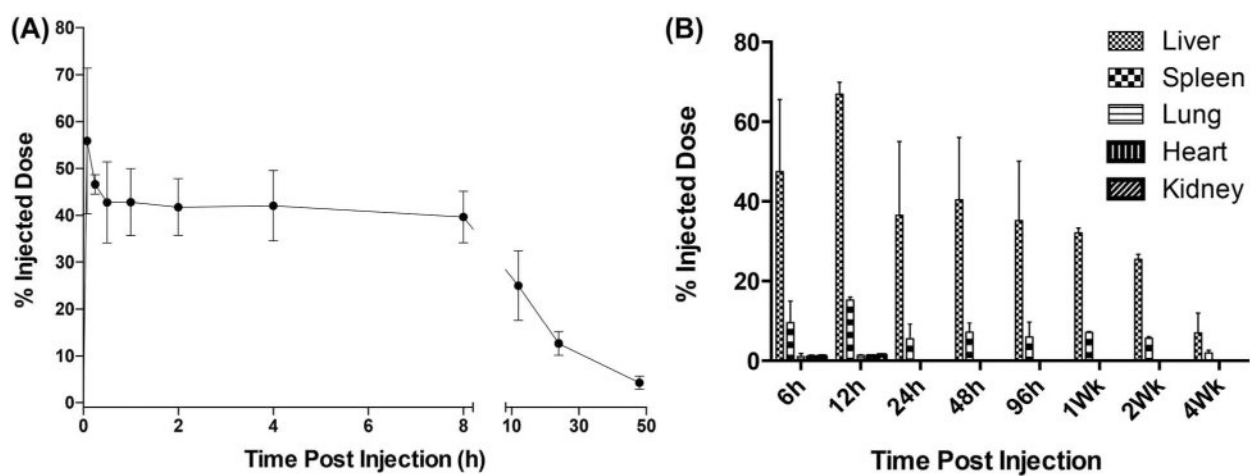 (A)
% Injected Dose
80
70
60
50
40
30
20
10
0
0 2 4 6 8 10 30 50
Time Post Injection (h)
(B)
% Injected Dose
80
60
40
20
0
6h 12h 24h 48h 96h 1Wk 2Wk 4Wk
Time Post Injection
Liver
Spleen
Lung
Heart
Kidney